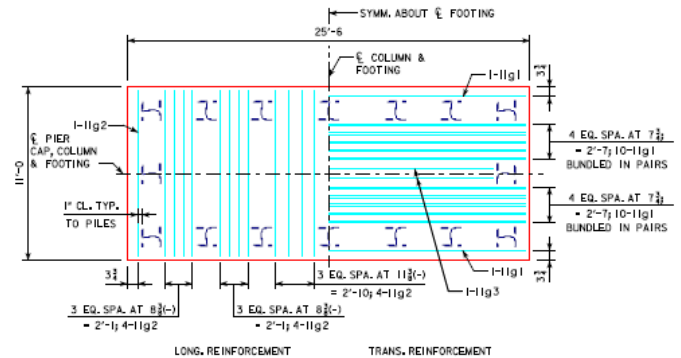 SYMM. ABOUT ℄ FOOTING
25'-6
℄ COLUMN &
FOOTING
1-11g1
3¾
1-11g2
℄ PIER
CAP, COLUMN
& FOOTING
11'-0
4 EQ. SPA. AT 7¾;
= 2'-7; 10-11g1
BUNDLED IN PAIRS
1" CL. TYP.
TO PILES
4 EQ. SPA. AT 7¾;
= 2'-7; 10-11g1
BUNDLED IN PAIRS
3¾
3 EQ. SPA. AT 11⅜(-)
= 2'-10; 4-11g2
1-11g1
1-11g3
3¾
3 EQ. SPA. AT 8⅜(-)
= 2'-1; 4-11g2
3 EQ. SPA. AT 8⅜(-)
= 2'-1; 4-11g2
LONG. REINFORCEMENT
TRANS. REINFORCEMENT